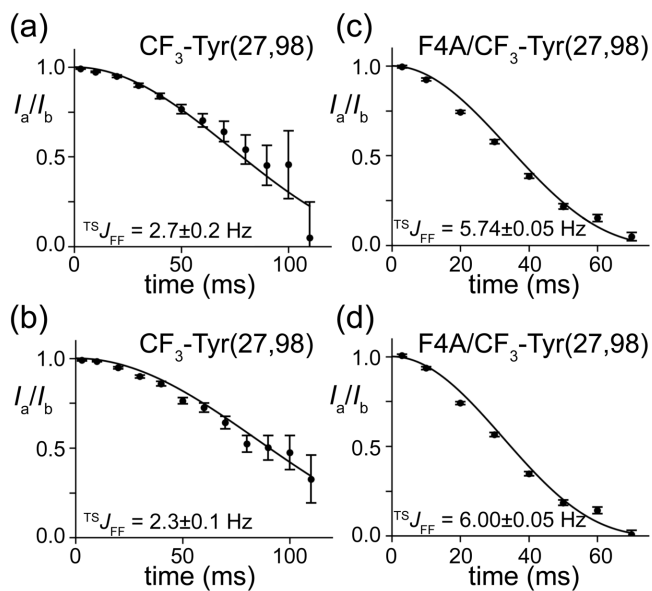 (a) CF3-Tyr(27,98)
1.0
Ia/Ib
0.5
TSJFF = 2.7±0.2 Hz
0.0
0 50 100
time (ms)
(c) F4A/CF3-Tyr(27,98)
1.0
Ia/Ib
0.5
TSJFF = 5.74±0.05 Hz
0.0
0 20 40 60
time (ms)
(b) CF3-Tyr(27,98)
1.0
Ia/Ib
0.5
TSJFF = 2.3±0.1 Hz
0.0
0 50 100
time (ms)
(d) F4A/CF3-Tyr(27,98)
1.0
Ia/Ib
0.5
TSJFF = 6.00±0.05 Hz
0.0
0 20 40 60
time (ms)